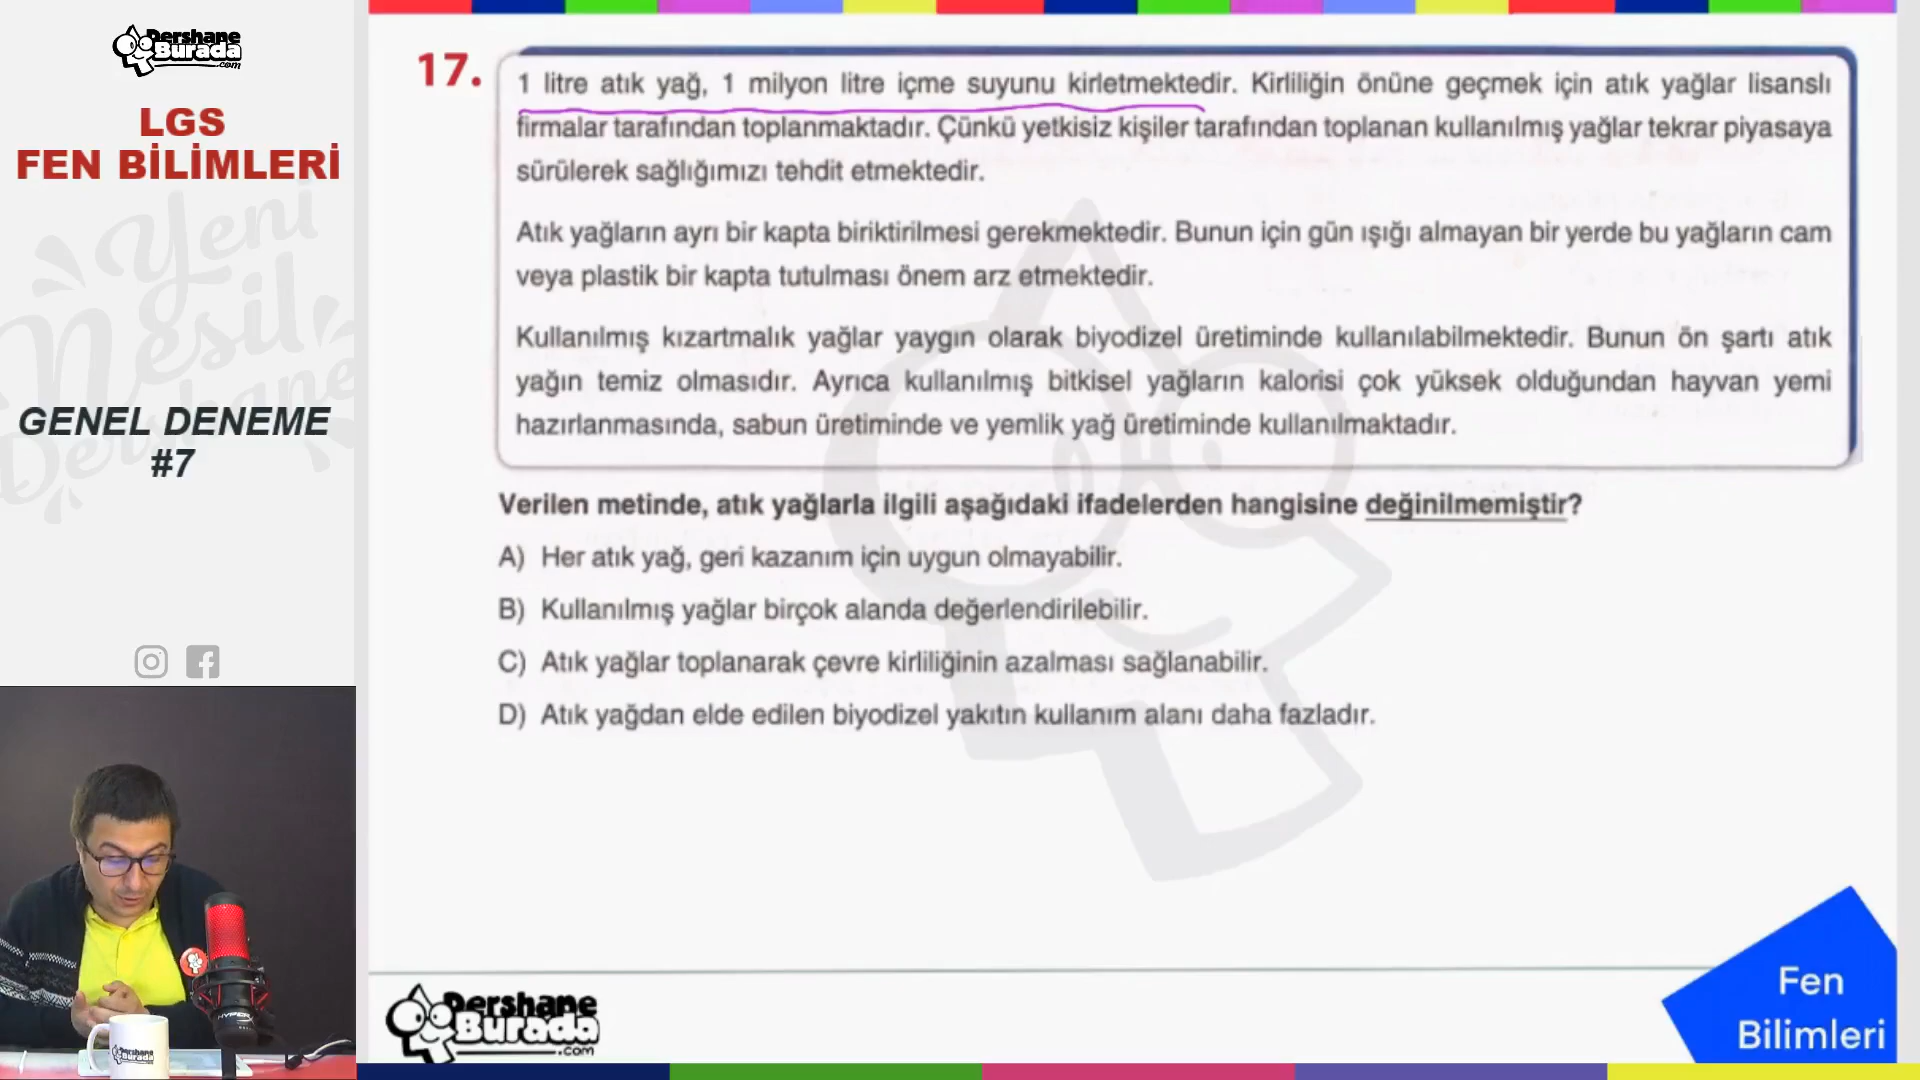 Dershane
Burada
.com
LGS
FEN BİLİMLERİ
Yeni
Nesil
Dershane
GENEL DENEME
#7
17.
1 litre atık yağ, 1 milyon litre içme suyunu kirletmektedir. Kirliliğin önüne geçmek için atık yağlar lisanslı
firmalar tarafından toplanmaktadır. Çünkü yetkisiz kişiler tarafından toplanan kullanılmış yağlar tekrar piyasaya
sürülerek sağlığımızı tehdit etmektedir.
Atık yağların ayrı bir kapta biriktirilmesi gerekmektedir. Bunun için gün ışığı almayan bir yerde bu yağların cam
veya plastik bir kapta tutulması önem arz etmektedir.
Kullanılmış kızartmalık yağlar yaygın olarak biyodizel üretiminde kullanılabilmektedir. Bunun ön şartı atık
yağın temiz olmasıdır. Ayrıca kullanılmış bitkisel yağların kalorisi çok yüksek olduğundan hayvan yemi
hazırlanmasında, sabun üretiminde ve yemlik yağ üretiminde kullanılmaktadır.
Verilen metinde, atık yağlarla ilgili aşağıdaki ifadelerden hangisine değinilmemiştir?
A) Her atık yağ, geri kazanım için uygun olmayabilir.
B) Kullanılmış yağlar birçok alanda değerlendirilebilir.
C) Atık yağlar toplanarak çevre kirliliğinin azalması sağlanabilir.
D) Atık yağdan elde edilen biyodizel yakıtın kullanım alanı daha fazladır.
HYPERX
Dershane
Burada
Dershane
Burada
.com
Fen
Bilimleri